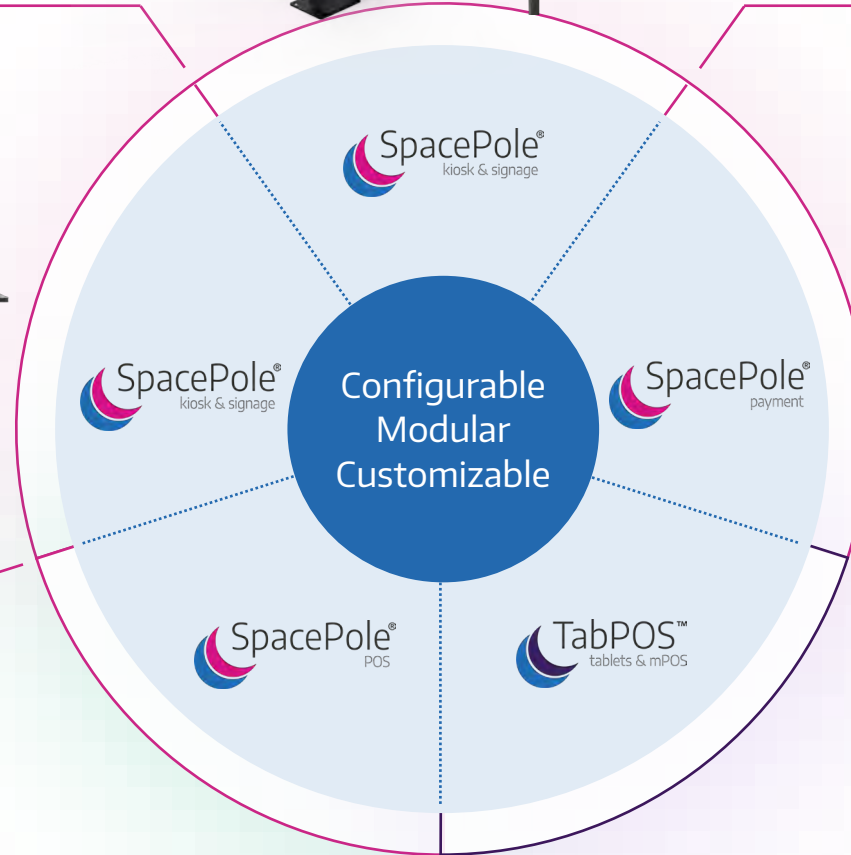 SpacePole®
kiosk & signage
SpacePole®
kiosk & signage
Configurable
Modular
Customizable
SpacePole®
payment
SpacePole®
POS
TabPOS™
tablets & mPOS